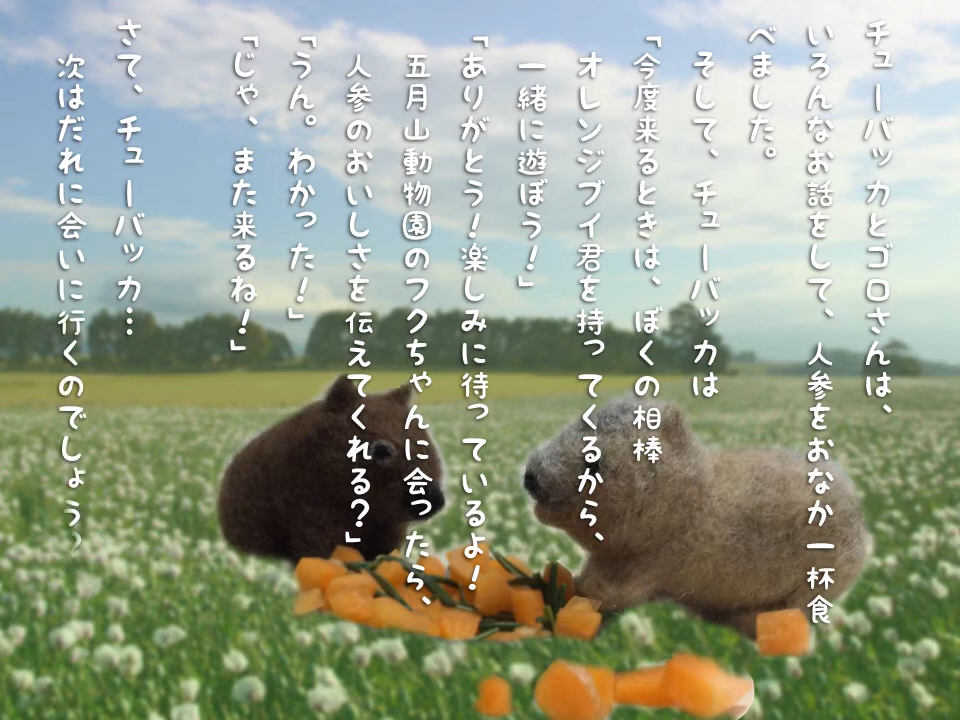 チューバッカとゴロさんは、
いろんなお話をして、人参をおなか一杯食
べました。
そして、チューバッカは
「今度来るときは、ぼくの相棒
オレンジブイ君を持ってくるから、
一緒に遊ぼう！」
「ありがとう！楽しみに待っているよ！
五月山動物園のフクちゃんに会ったら、
人参のおいしさを伝えてくれる？」
「うん。わかった！」
「じゃ、また来るね！」
さて、チューバッカ…
次はだれに会いに行くのでしょうっ